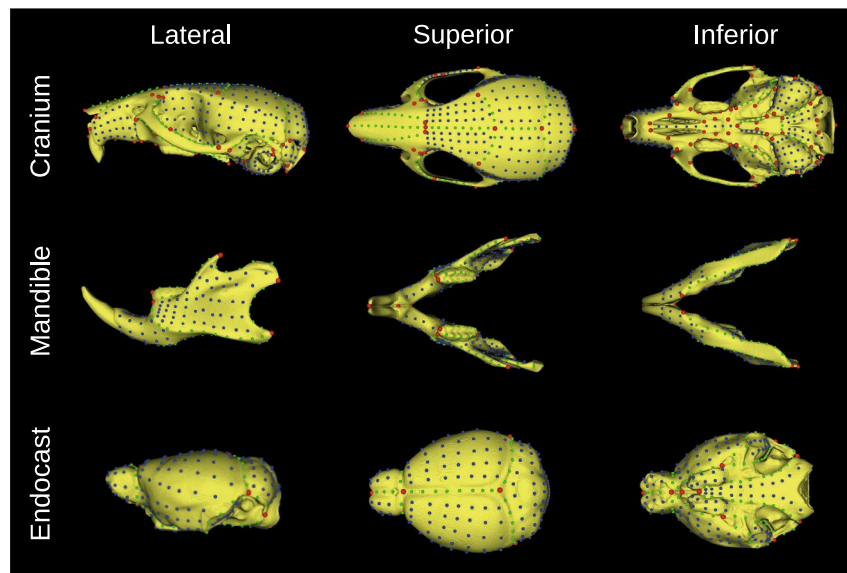 Lateral
Superior
Inferior
Cranium
Mandible
Endocast